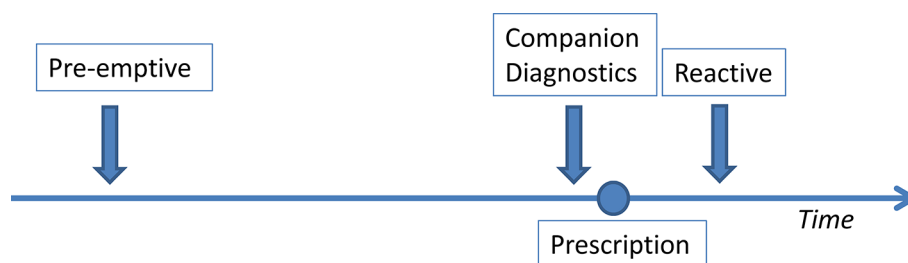 Pre-emptive
Companion
Diagnostics
Reactive
Time
Prescription